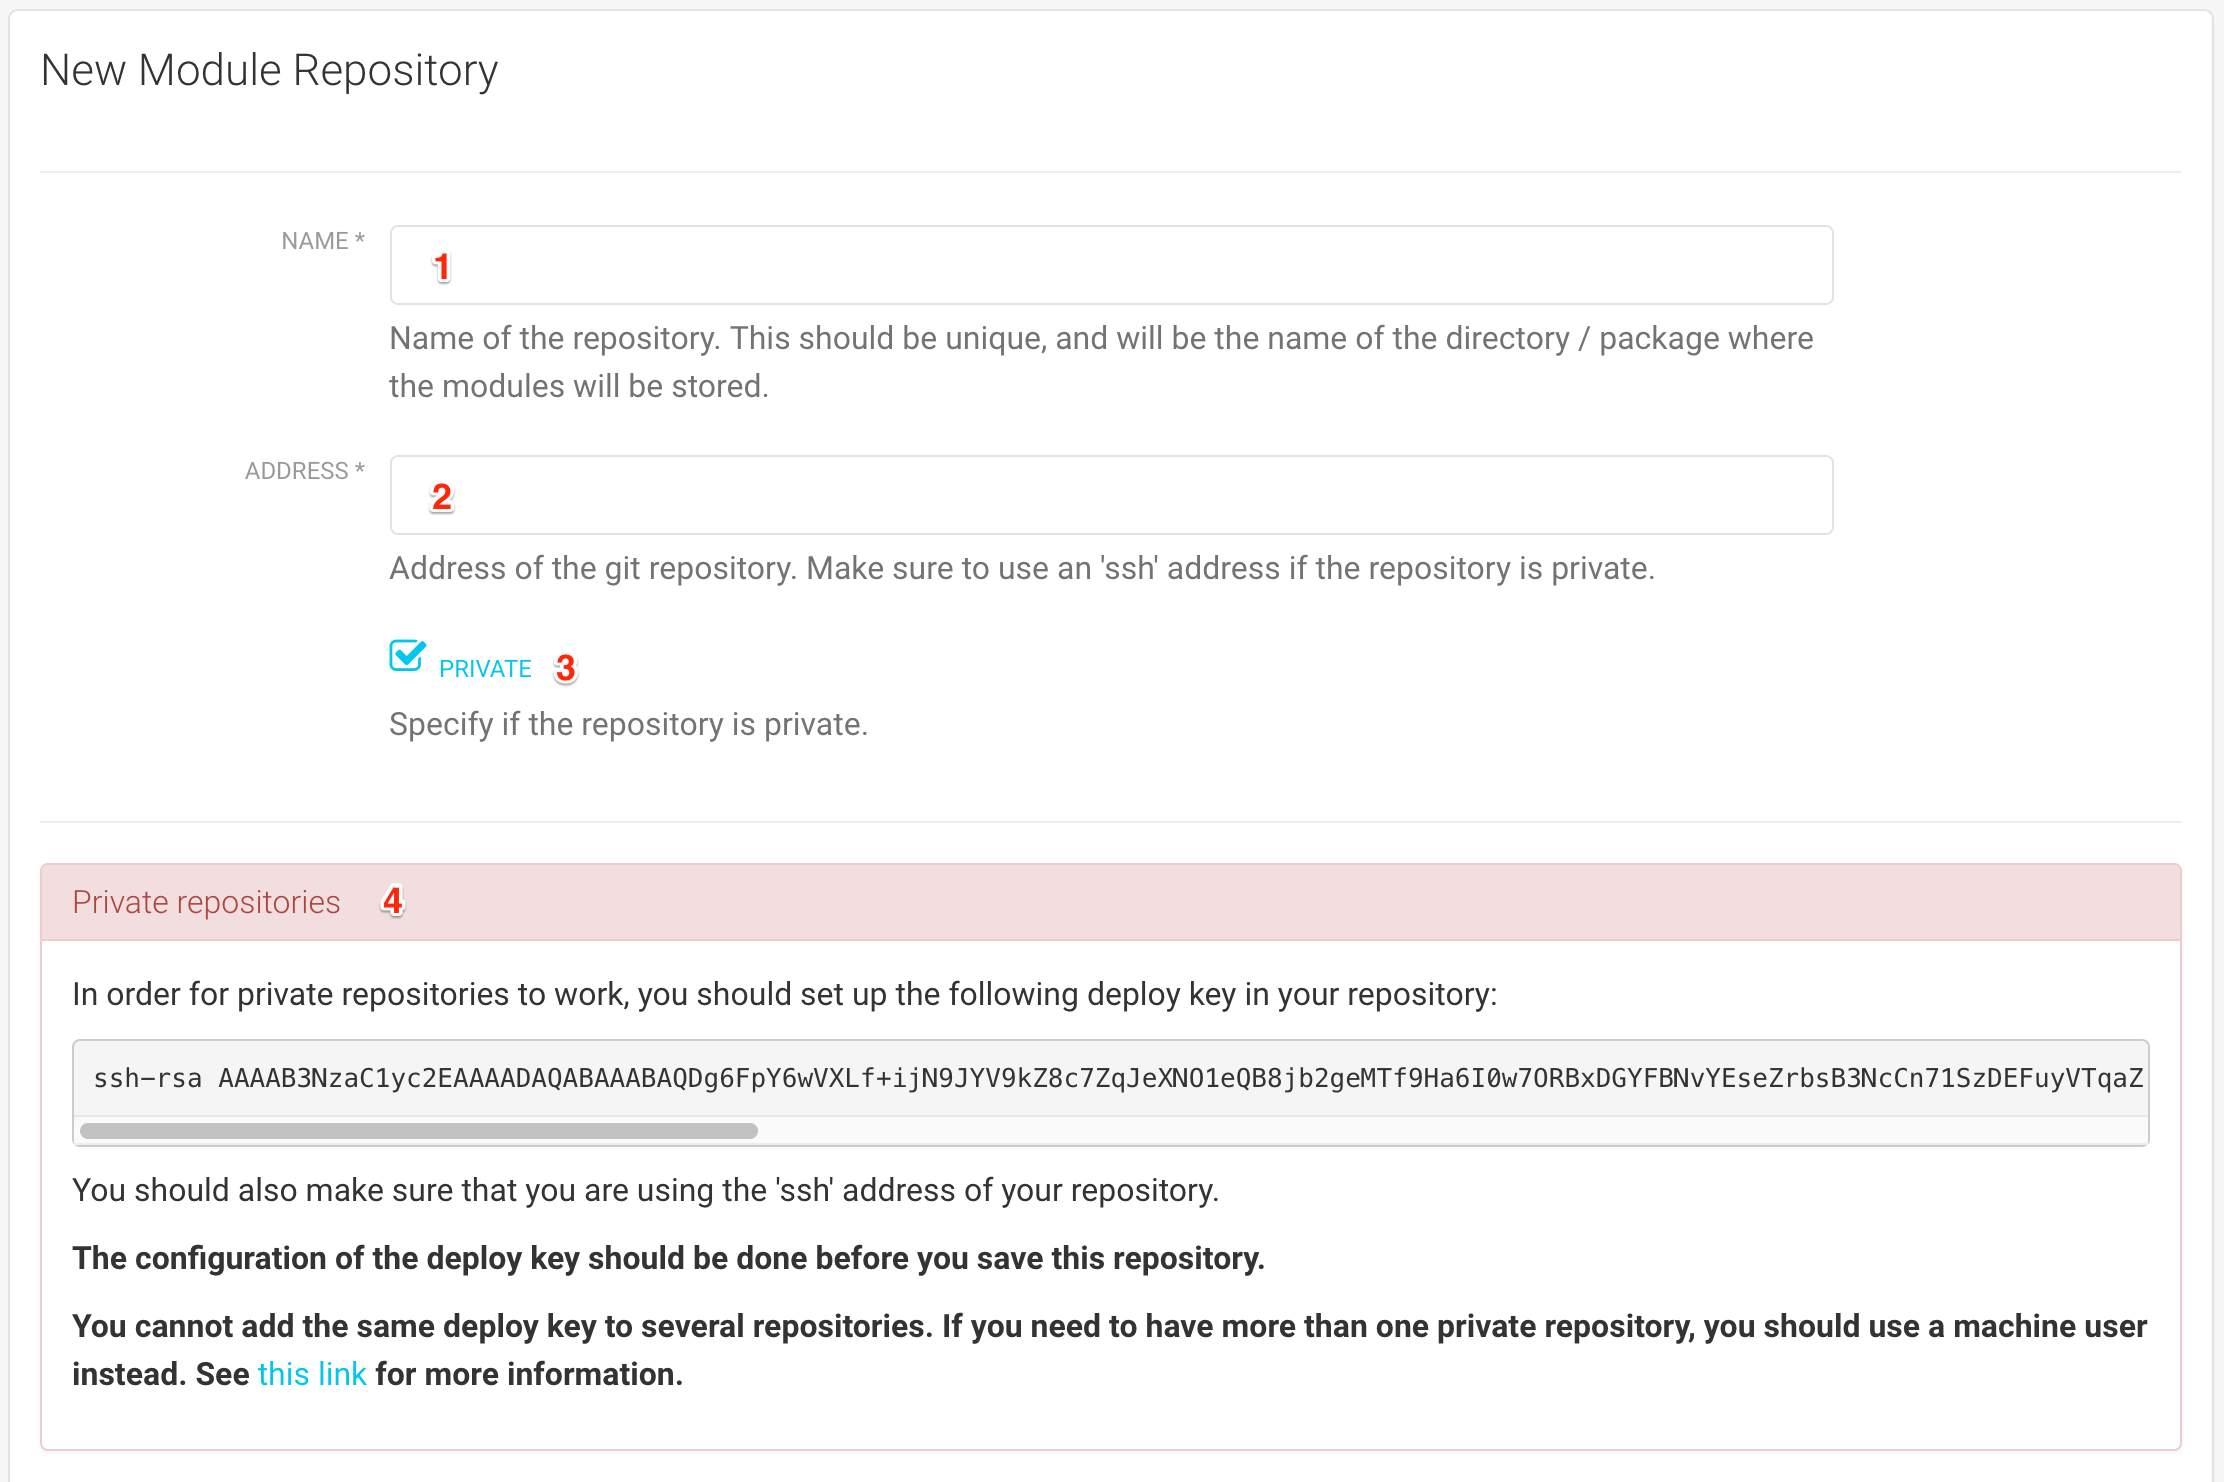 New Module Repository
NAME *
1
Name of the repository. This should be unique, and will be the name of the directory / package where
the modules will be stored.
ADDRESS *
2
Address of the git repository. Make sure to use an 'ssh' address if the repository is private.
PRIVATE 3
Specify if the repository is private.
Private repositories 4
In order for private repositories to work, you should set up the following deploy key in your repository:
ssh-rsa AAAAB3NzaC1yc2EAAAADAQABAAABAQDg6FpY6wVXLf+ijN9JYV9kZ8c7ZqJeXNO1eQB8jb2geMTf9Ha6I0w7ORBxDGYFBNvYEseZrbsB3NcCn71SzDEFuyVTqaZ
You should also make sure that you are using the 'ssh' address of your repository.
The configuration of the deploy key should be done before you save this repository.
You cannot add the same deploy key to several repositories. If you need to have more than one private repository, you should use a machine user
instead. See this link for more information.